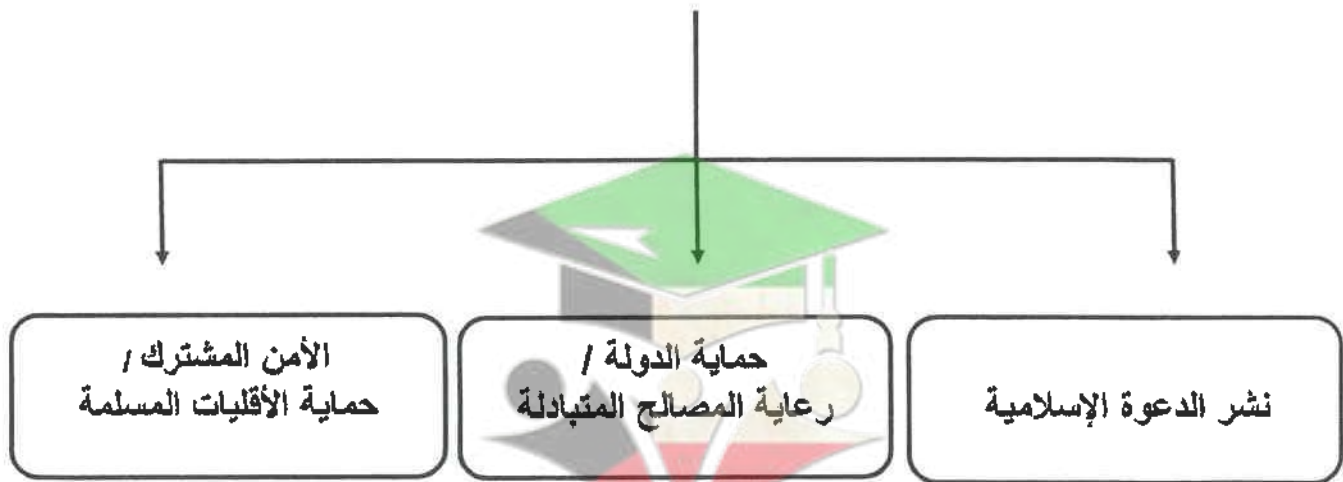 نشر الدعوة الإسلامية
حماية الدولة /
رعاية المصالح المتبادلة
الأمن المشترك /
حماية الأقليات المسلمة